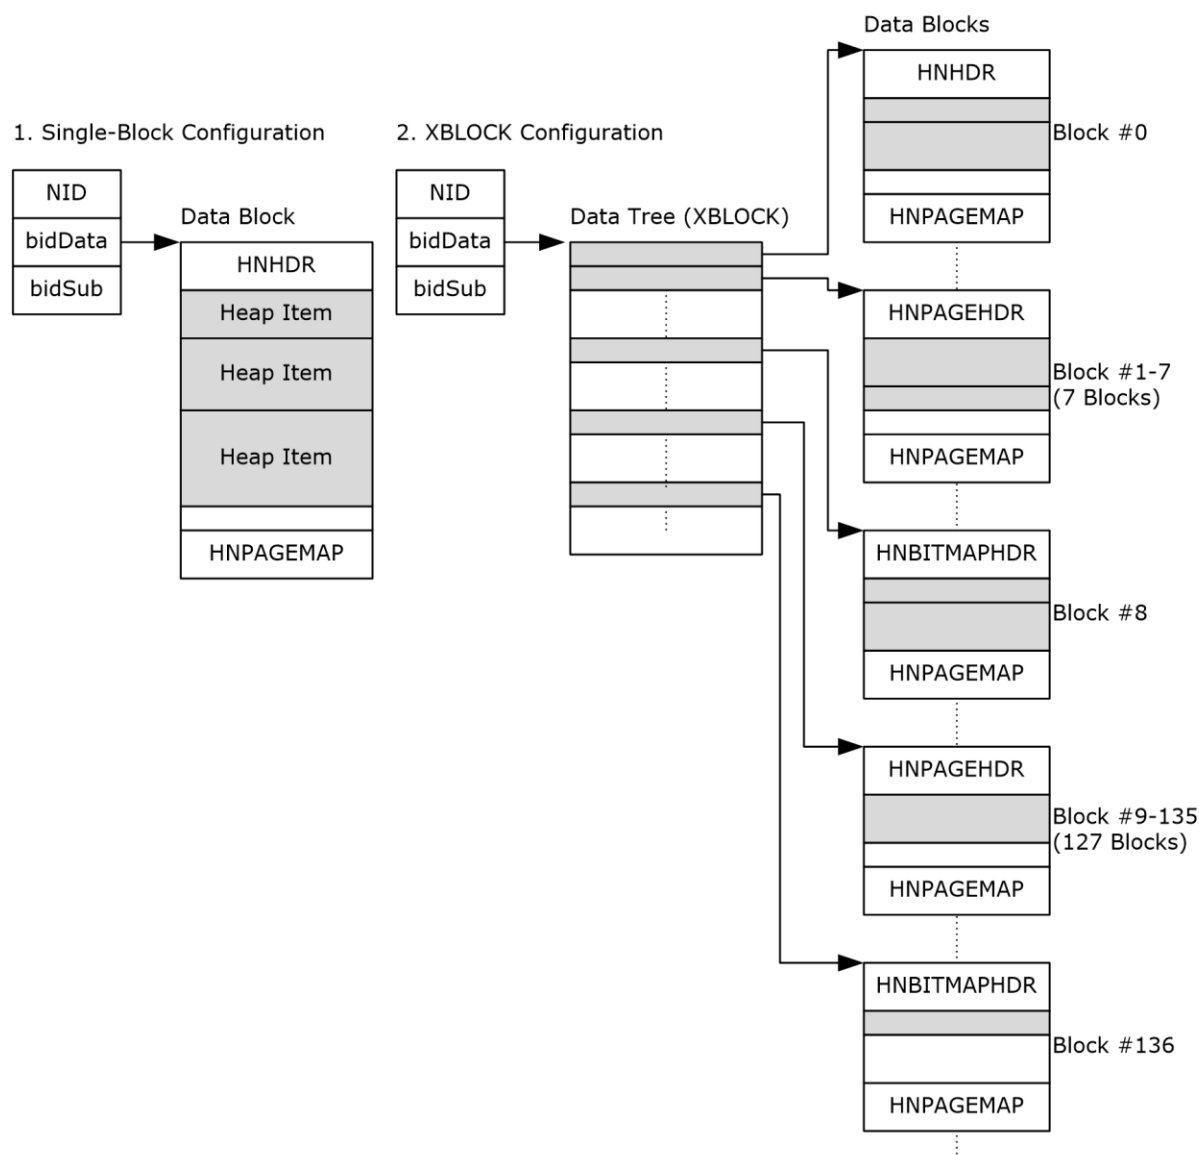 1. Single-Block Configuration
NID
bidData
bidSub
Data Block
HNHDR
Heap Item
Heap Item
Heap Item
HNPAGEMAP
2. XBLOCK Configuration
NID
bidData
bidSub
Data Tree (XBLOCK)
Data Blocks
HNHDR
HNPAGEMAP
Block #0
HNPAGEHDR
HNPAGEMAP
Block #1-7
(7 Blocks)
HNBITMAPHDR
HNPAGEMAP
Block #8
HNPAGEHDR
HNPAGEMAP
Block #9-135
(127 Blocks)
HNBITMAPHDR
HNPAGEMAP
Block #136